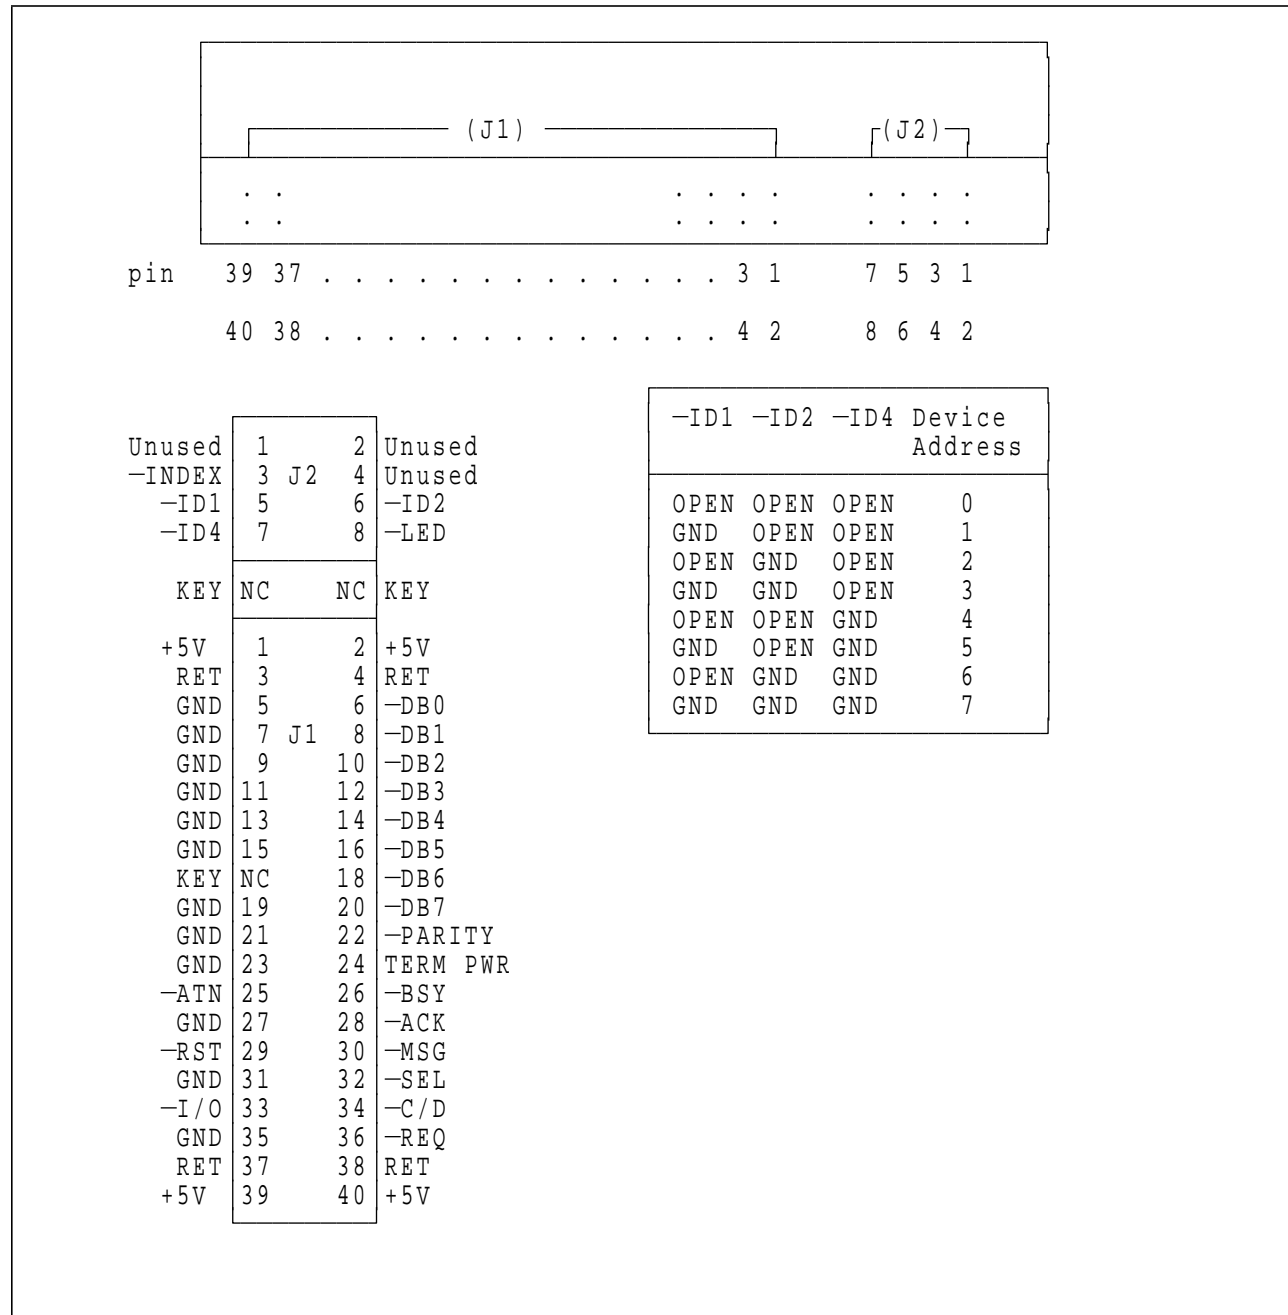 (J1) (J2)
pin 39 37 . . . . . . . . . . . . . 3 1 7 5 3 1
40 38 . . . . . . . . . . . . . 4 2 8 6 4 2
Unused 1 2 Unused
-INDEX 3 J2 4 Unused
-ID1 5 6 -ID2
-ID4 7 8 -LED
KEY NC NC KEY
+5V 1 2 +5V
RET 3 4 RET
GND 5 6 -DB0
GND 7 J1 8 -DB1
GND 9 10 -DB2
GND 11 12 -DB3
GND 13 14 -DB4
GND 15 16 -DB5
KEY NC 18 -DB6
GND 19 20 -DB7
GND 21 22 -PARITY
GND 23 24 TERM PWR
-ATN 25 26 -BSY
GND 27 28 -ACK
-RST 29 30 -MSG
GND 31 32 -SEL
-I/O 33 34 -C/D
GND 35 36 -REQ
RET 37 38 RET
+5V 39 40 +5V
-ID1 -ID2 -ID4 Device
Address
OPEN OPEN OPEN 0
GND OPEN OPEN 1
OPEN GND OPEN 2
GND GND OPEN 3
OPEN OPEN GND 4
GND OPEN GND 5
OPEN GND GND 6
GND GND GND 7